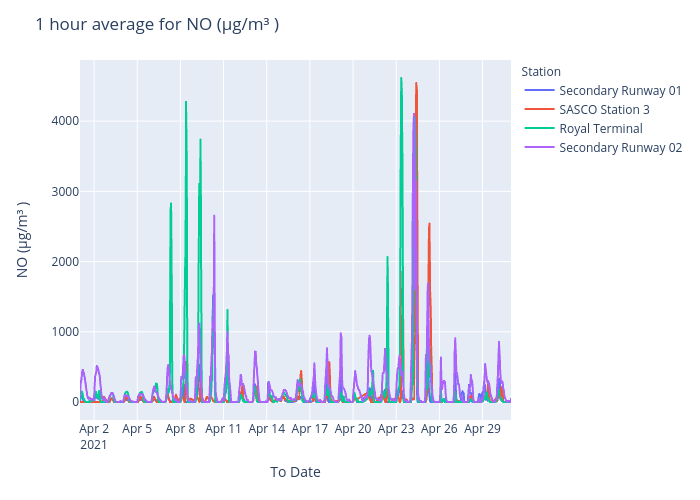 1 hour average for NO (µg/m³ )
Station
Secondary Runway 01
SASCO Station 3
Royal Terminal
Secondary Runway 02
NO (µg/m³ )
4000
3000
2000
1000
0
Apr 2 Apr 5 Apr 8 Apr 11 Apr 14 Apr 17 Apr 20 Apr 23 Apr 26 Apr 29
2021
To Date